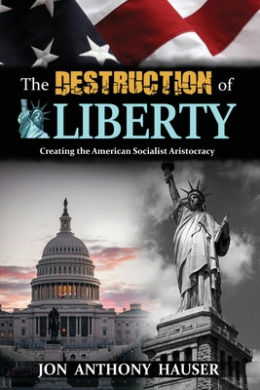 The DESTRUCTION of
LIBERTY
Creating the American Socialist Aristocracy
JON ANTHONY HAUSER